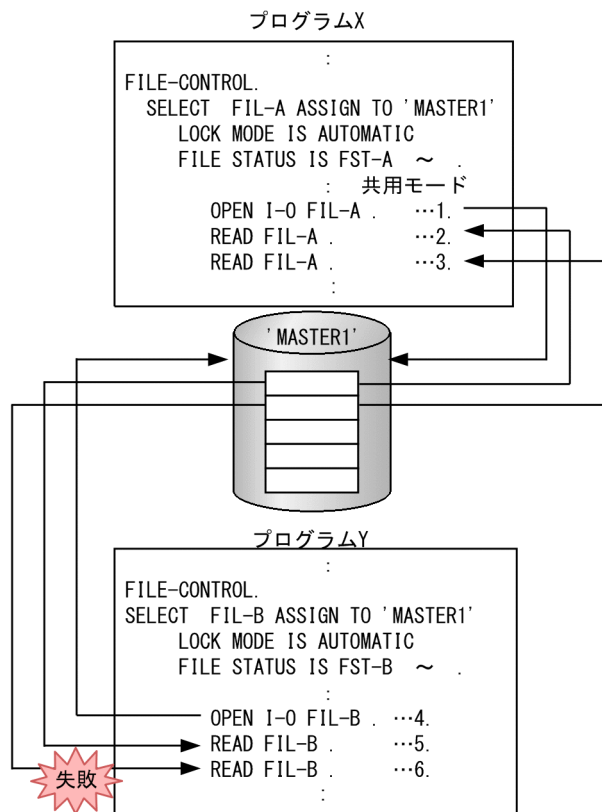 プログラムX
:
FILE-CONTROL.
SELECT FIL-A ASSIGN TO 'MASTER1'
LOCK MODE IS AUTOMATIC
FILE STATUS IS FST-A ~ .
: 共用モード
OPEN I-O FIL-A . …1.
READ FIL-A . …2.
READ FIL-A . …3.
:
'MASTER1'
プログラムY
:
FILE-CONTROL.
SELECT FIL-B ASSIGN TO 'MASTER1'
LOCK MODE IS AUTOMATIC
FILE STATUS IS FST-B ~ .
:
OPEN I-O FIL-B . …4.
READ FIL-B . …5.
失敗 READ FIL-B . …6.
: